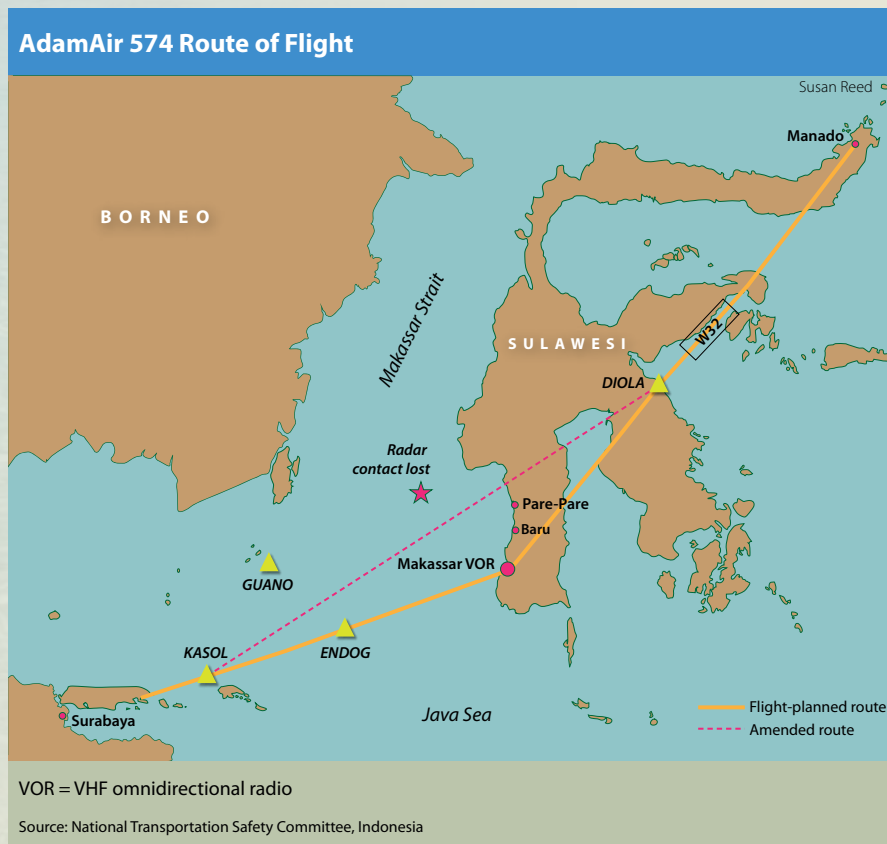 AdamAir 574 Route of Flight
Susan Reed
Manado
BORNEO
Makassar Strait
SULAWESI
W32
DIOLA
Radar
contact lost
Pare-Pare
Baru
Makassar VOR
GUANO
KASOL
ENDOG
Surabaya
Java Sea
Flight-planned route
Amended route
VOR = VHF omnidirectional radio
Source: National Transportation Safety Committee, Indonesia